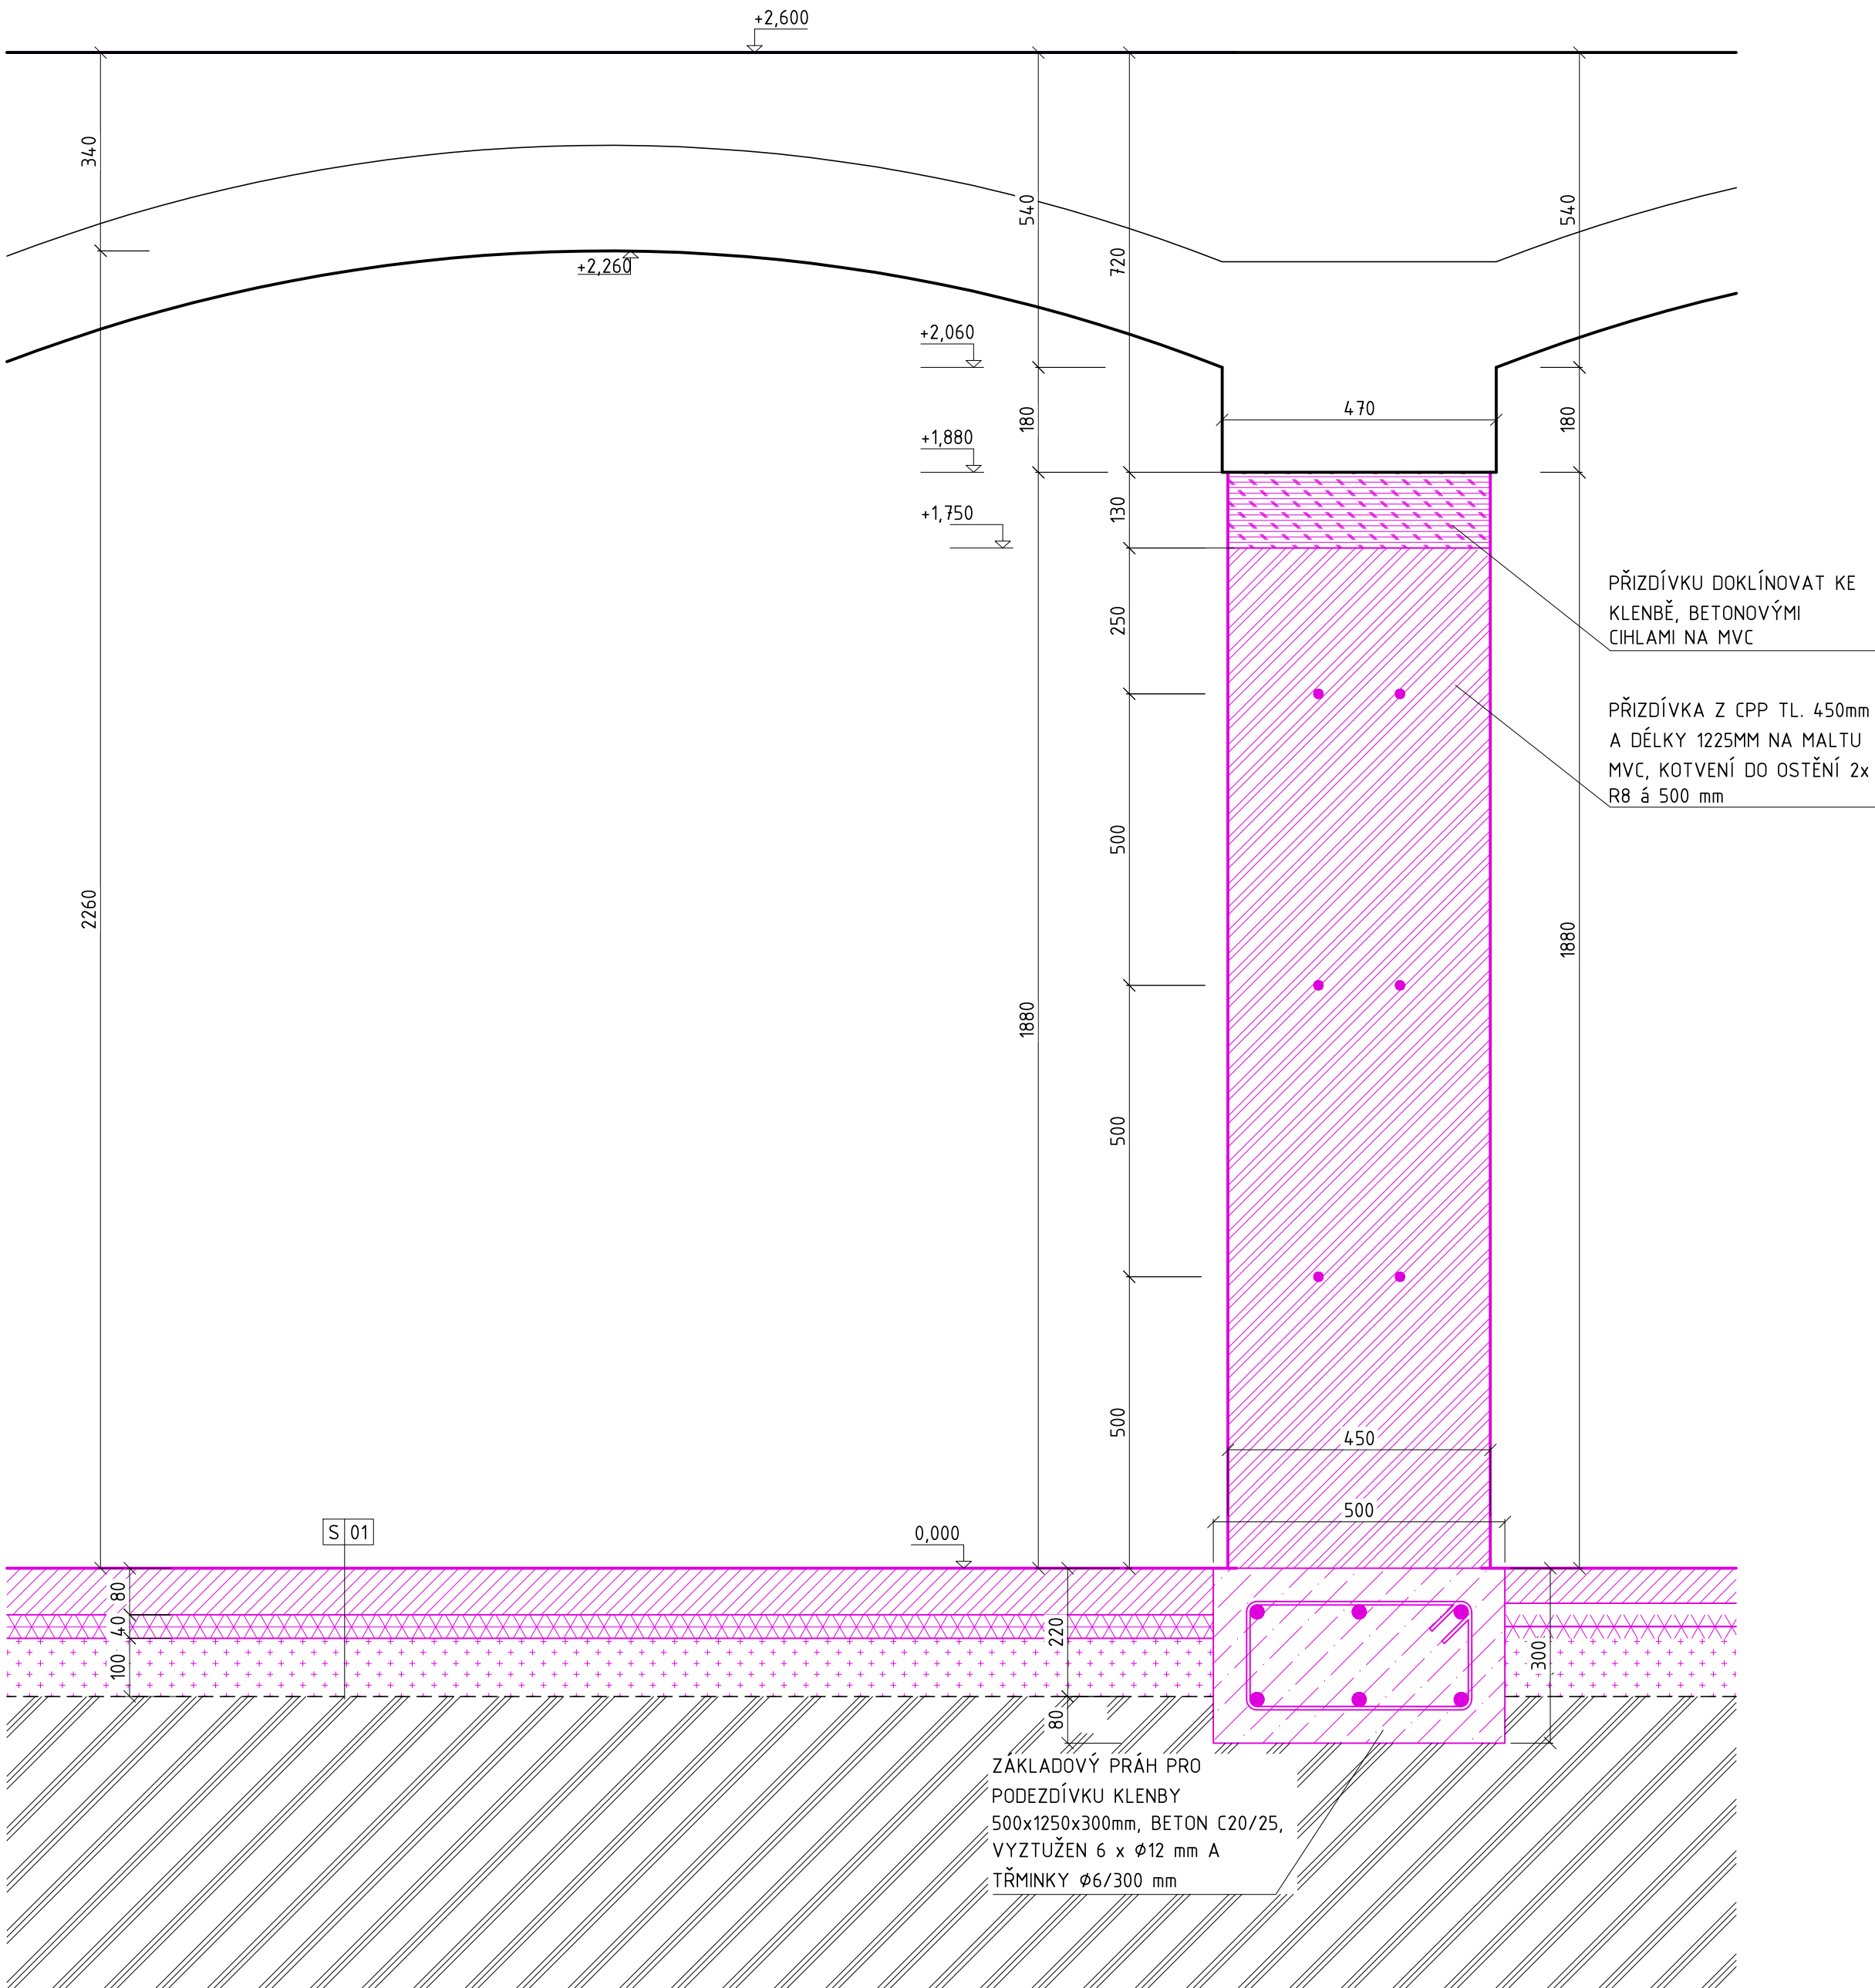 +2,600
340
540
720
540
+2,260
+2,060
180
470
180
+1,880
+1,750
130
PŘIZDÍVKU DOKLÍNOVAT KE
KLENBĚ, BETONOVÝMI
CIHLAMI NA MVC
250
PŘIZDÍVKA Z CPP TL. 450mm
A DÉLKY 1225MM NA MALTU
MVC, KOTVENÍ DO OSTĚNÍ 2x
R8 á 500 mm
500
2260
1880
1880
500
500
450
500
S 01
0,000
80
40
100
220
80
300
ZÁKLADOVÝ PRÁH PRO
PODEZDÍVKU KLENBY
500x1250x300mm, BETON C20/25,
VYZTUŽEN 6 x Ø12 mm A
TŘMINKY Ø6/300 mm